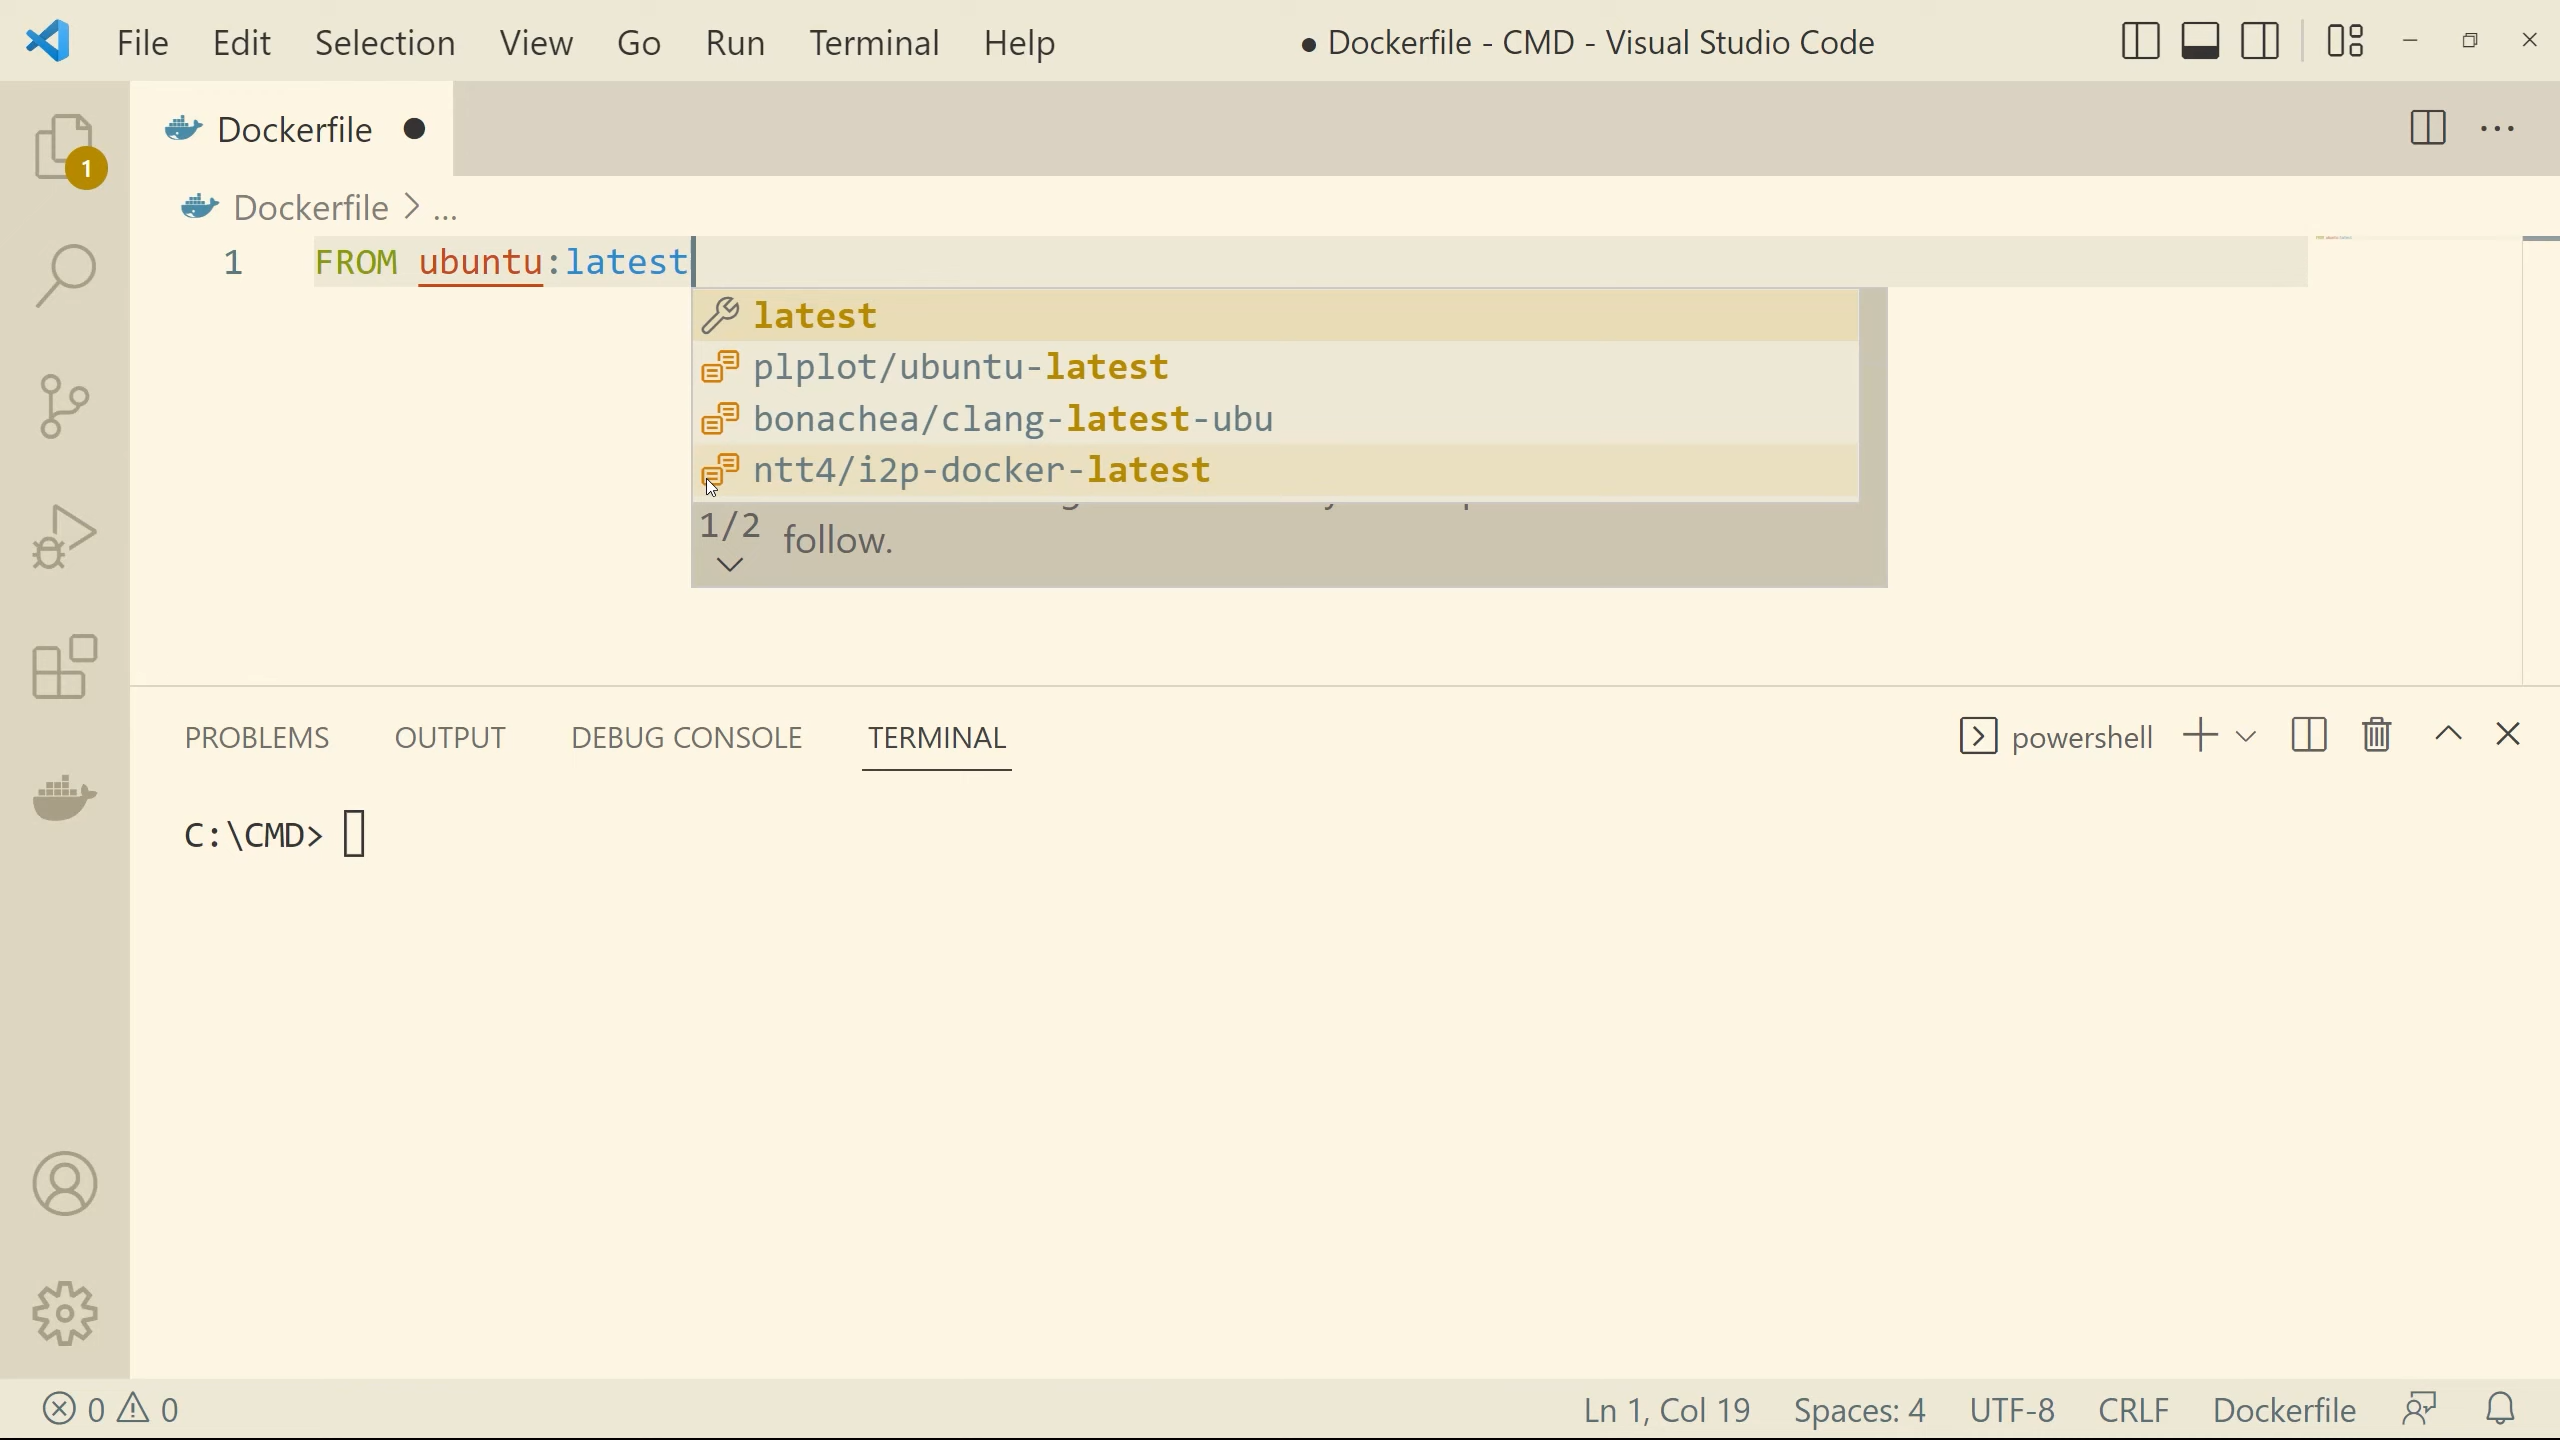 File Edit Selection View Go Run Terminal Help ● Dockerfile - CMD - Visual Studio Code
Dockerfile ●
1
Dockerfile > ...
1 FROM ubuntu:latest
latest
plplot/ubuntu-latest
bonachea/clang-latest-ubu
ntt4/i2p-docker-latest
1/2
follow.
PROBLEMS OUTPUT DEBUG CONSOLE TERMINAL powershell
C:\CMD>
0 0 Ln 1, Col 19 Spaces: 4 UTF-8 CRLF Dockerfile